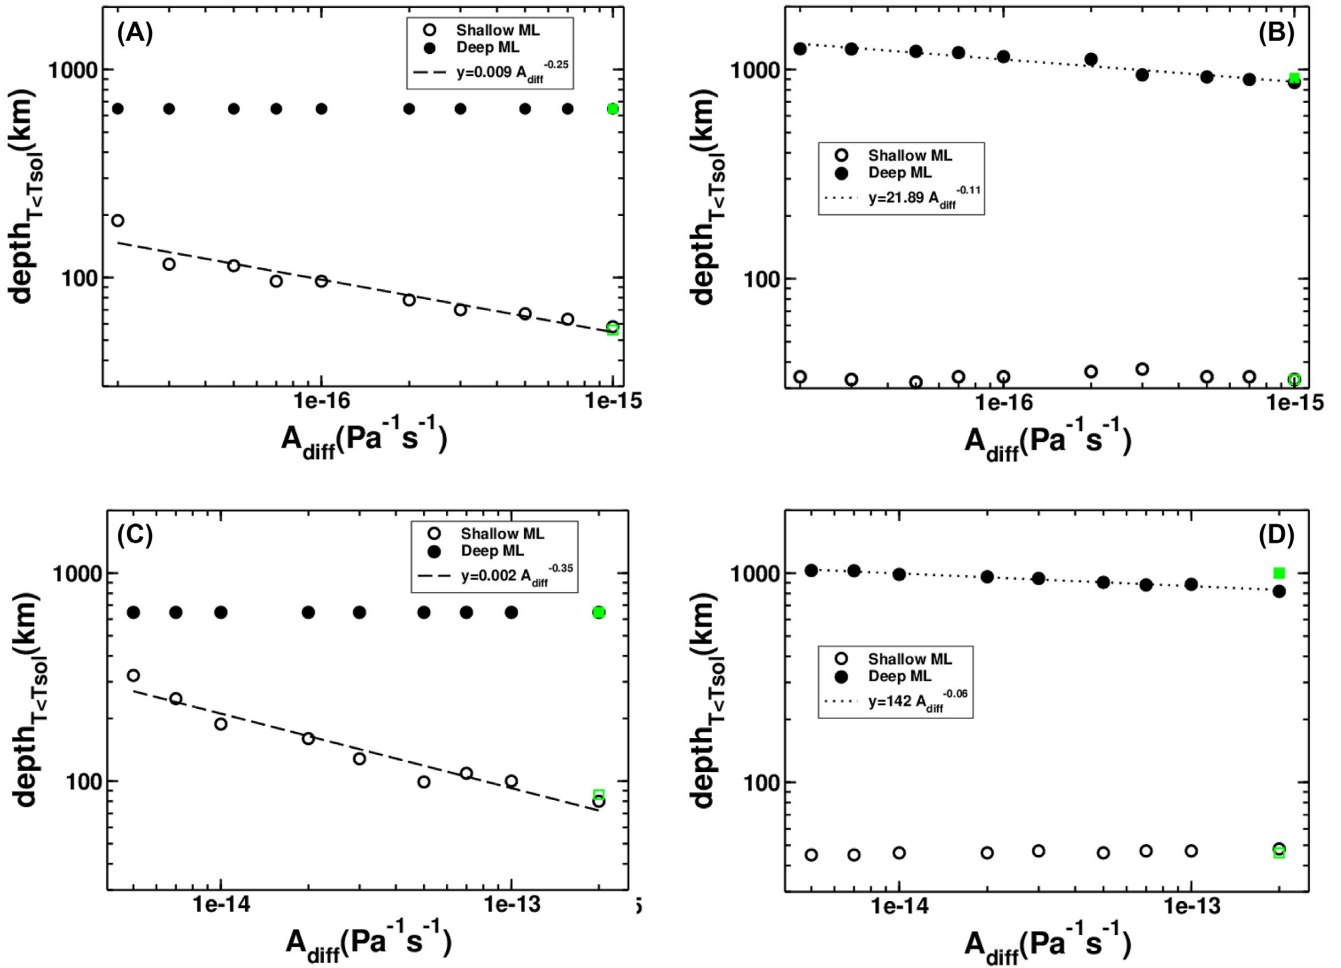 (A)
Shallow ML
Deep ML
y=0.009 A_diff^-0.25
1000
100
depth_T<Tsol(km)
1e-16
1e-15
A_diff(Pa^-1s^-1)
(B)
Shallow ML
Deep ML
y=21.89 A_diff^-0.11
1000
100
depth_T<Tsol(km)
1e-16
1e-15
A_diff(Pa^-1s^-1)
(C)
Shallow ML
Deep ML
y=0.002 A_diff^-0.35
1000
100
depth_T<Tsol(km)
1e-14
1e-13
5
A_diff(Pa^-1s^-1)
(D)
Shallow ML
Deep ML
y=142 A_diff^-0.06
1000
100
depth_T<Tsol(km)
1e-14
1e-13
A_diff(Pa^-1s^-1)